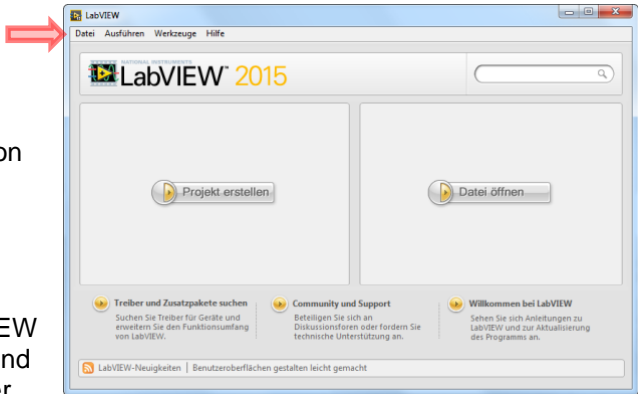 LabVIEW
Datei Ausführen Werkzeuge Hilfe
NATIONAL INSTRUMENTS
LabVIEW™ 2015
on
Projekt erstellen
Datei öffnen
Treiber und Zusatzpakete suchen
Suchen Sie Treiber für Geräte und
erweitern Sie den Funktionsumfang
von LabVIEW.
Community und Support
Beteiligen Sie sich an
Diskussionsforen oder fordern Sie
technische Unterstützung an.
Willkommen bei LabVIEW
Sehen Sie sich Anleitungen zu
LabVIEW und zur Aktualisierung
des Programms an.
EW
nd
er
LabVIEW-Neuigkeiten | Benutzeroberflächen gestalten leicht gemacht